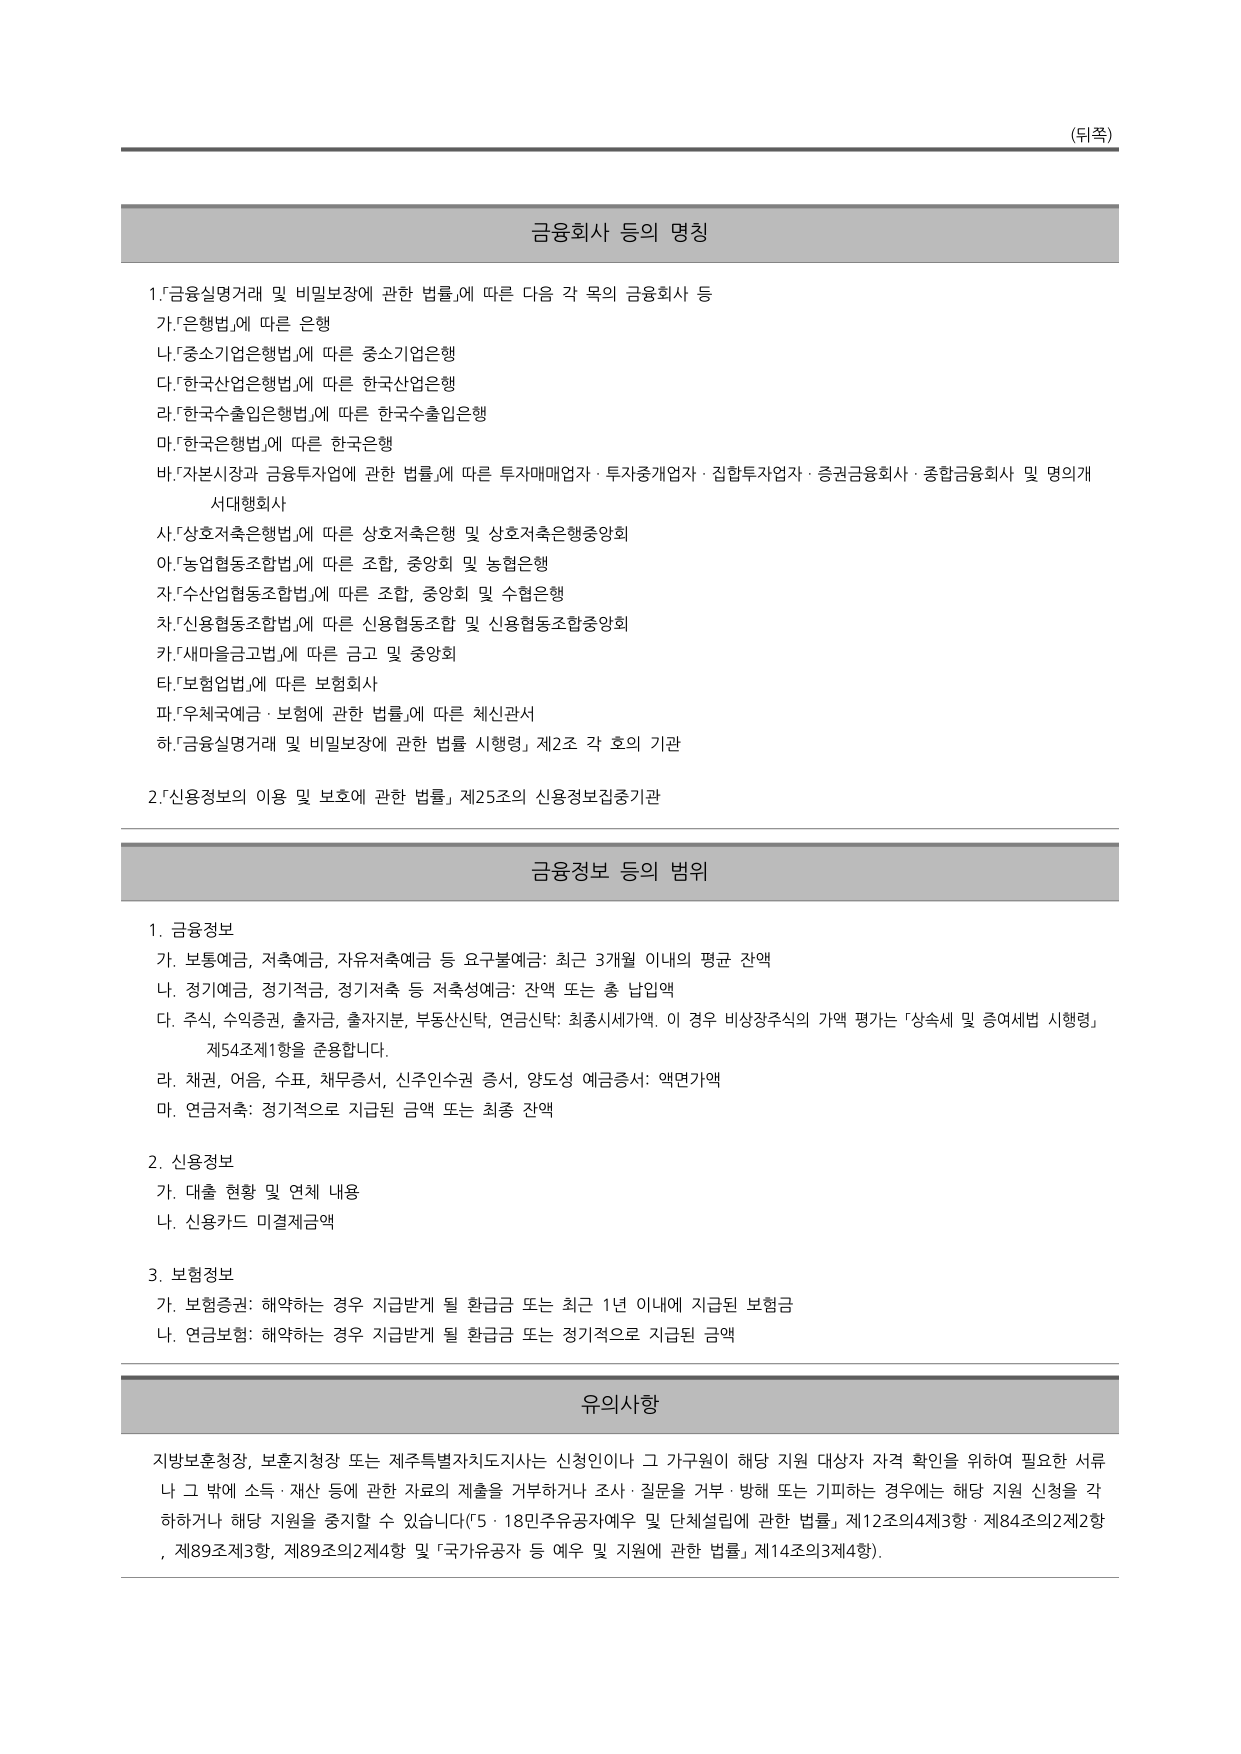 (뒤쪽)
금융회사 등의 명칭
1.「금융실명거래 및 비밀보장에 관한 법률」에 따른 다음 각 목의 금융회사 등
가.「은행법」에 따른 은행
나.「중소기업은행법」에 따른 중소기업은행
다.「한국산업은행법」에 따른 한국산업은행
라.「한국수출입은행법」에 따른 한국수출입은행
마.「한국은행법」에 따른 한국은행
바.「자본시장과 금융투자업에 관한 법률」에 따른 투자매매업자ㆍ투자중개업자ㆍ집합투자업자ㆍ증권금융회사ㆍ종합금융회사 및 명의개
서대행회사
사.「상호저축은행법」에 따른 상호저축은행 및 상호저축은행중앙회
아.「농업협동조합법」에 따른 조합, 중앙회 및 농협은행
자.「수산업협동조합법」에 따른 조합, 중앙회 및 수협은행
차.「신용협동조합법」에 따른 신용협동조합 및 신용협동조합중앙회
카.「새마을금고법」에 따른 금고 및 중앙회
타.「보험업법」에 따른 보험회사
파.「우체국예금ㆍ보험에 관한 법률」에 따른 체신관서
하.「금융실명거래 및 비밀보장에 관한 법률 시행령」 제2조 각 호의 기관
2.「신용정보의 이용 및 보호에 관한 법률」 제25조의 신용정보집중기관
금융정보 등의 범위
1. 금융정보
가. 보통예금, 저축예금, 자유저축예금 등 요구불예금: 최근 3개월 이내의 평균 잔액
나. 정기예금, 정기적금, 정기저축 등 저축성예금: 잔액 또는 총 납입액
다. 주식, 수익증권, 출자금, 출자지분, 부동산신탁, 연금신탁: 최종시세가액. 이 경우 비상장주식의 가액 평가는 「상속세 및 증여세법 시행령」
제54조제1항을 준용합니다.
라. 채권, 어음, 수표, 채무증서, 신주인수권 증서, 양도성 예금증서: 액면가액
마. 연금저축: 정기적으로 지급된 금액 또는 최종 잔액
2. 신용정보
가. 대출 현황 및 연체 내용
나. 신용카드 미결제금액
3. 보험정보
가. 보험증권: 해약하는 경우 지급받게 될 환급금 또는 최근 1년 이내에 지급된 보험금
나. 연금보험: 해약하는 경우 지급받게 될 환급금 또는 정기적으로 지급된 금액
유의사항
지방보훈청장, 보훈지청장 또는 제주특별자치도지사는 신청인이나 그 가구원이 해당 지원 대상자 자격 확인을 위하여 필요한 서류
나 그 밖에 소득ㆍ재산 등에 관한 자료의 제출을 거부하거나 조사ㆍ질문을 거부ㆍ방해 또는 기피하는 경우에는 해당 지원 신청을 각
하하거나 해당 지원을 중지할 수 있습니다(「5ㆍ18민주유공자예우 및 단체설립에 관한 법률」 제12조의4제3항ㆍ제84조의2제2항
, 제89조제3항, 제89조의2제4항 및 「국가유공자 등 예우 및 지원에 관한 법률」 제14조의3제4항).